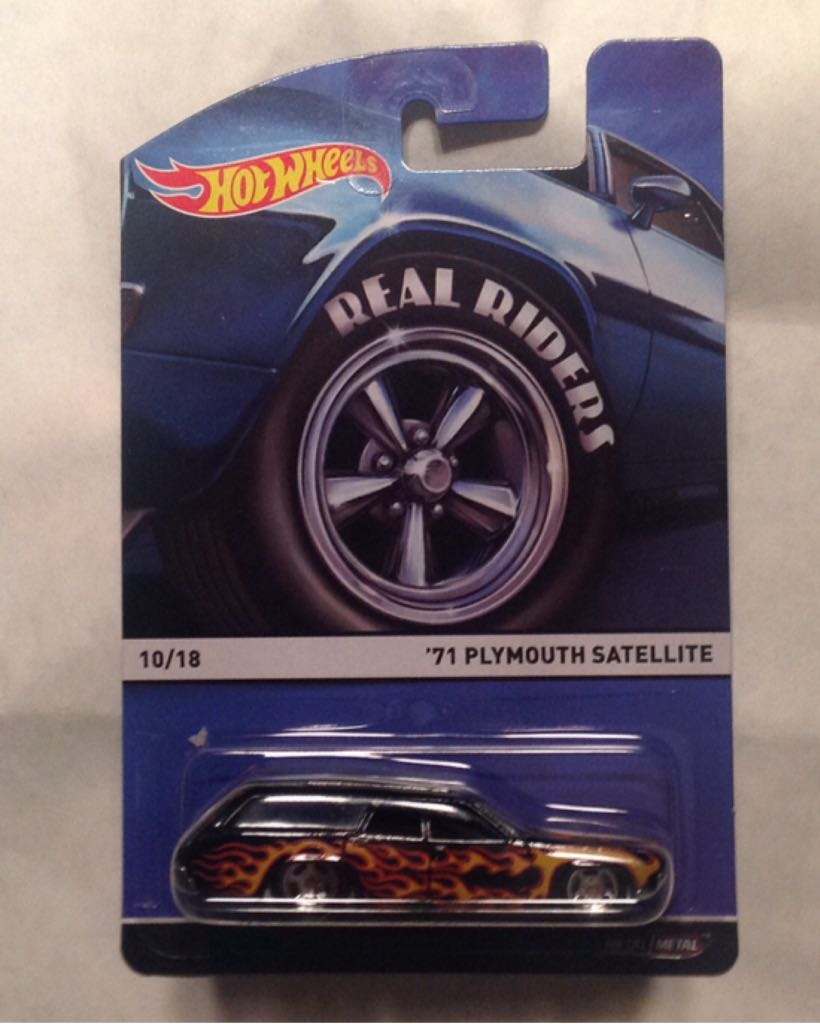 HOT WHEELS
REAL RIDERS
10/18
'71 PLYMOUTH SATELLITE
METAL/METAL